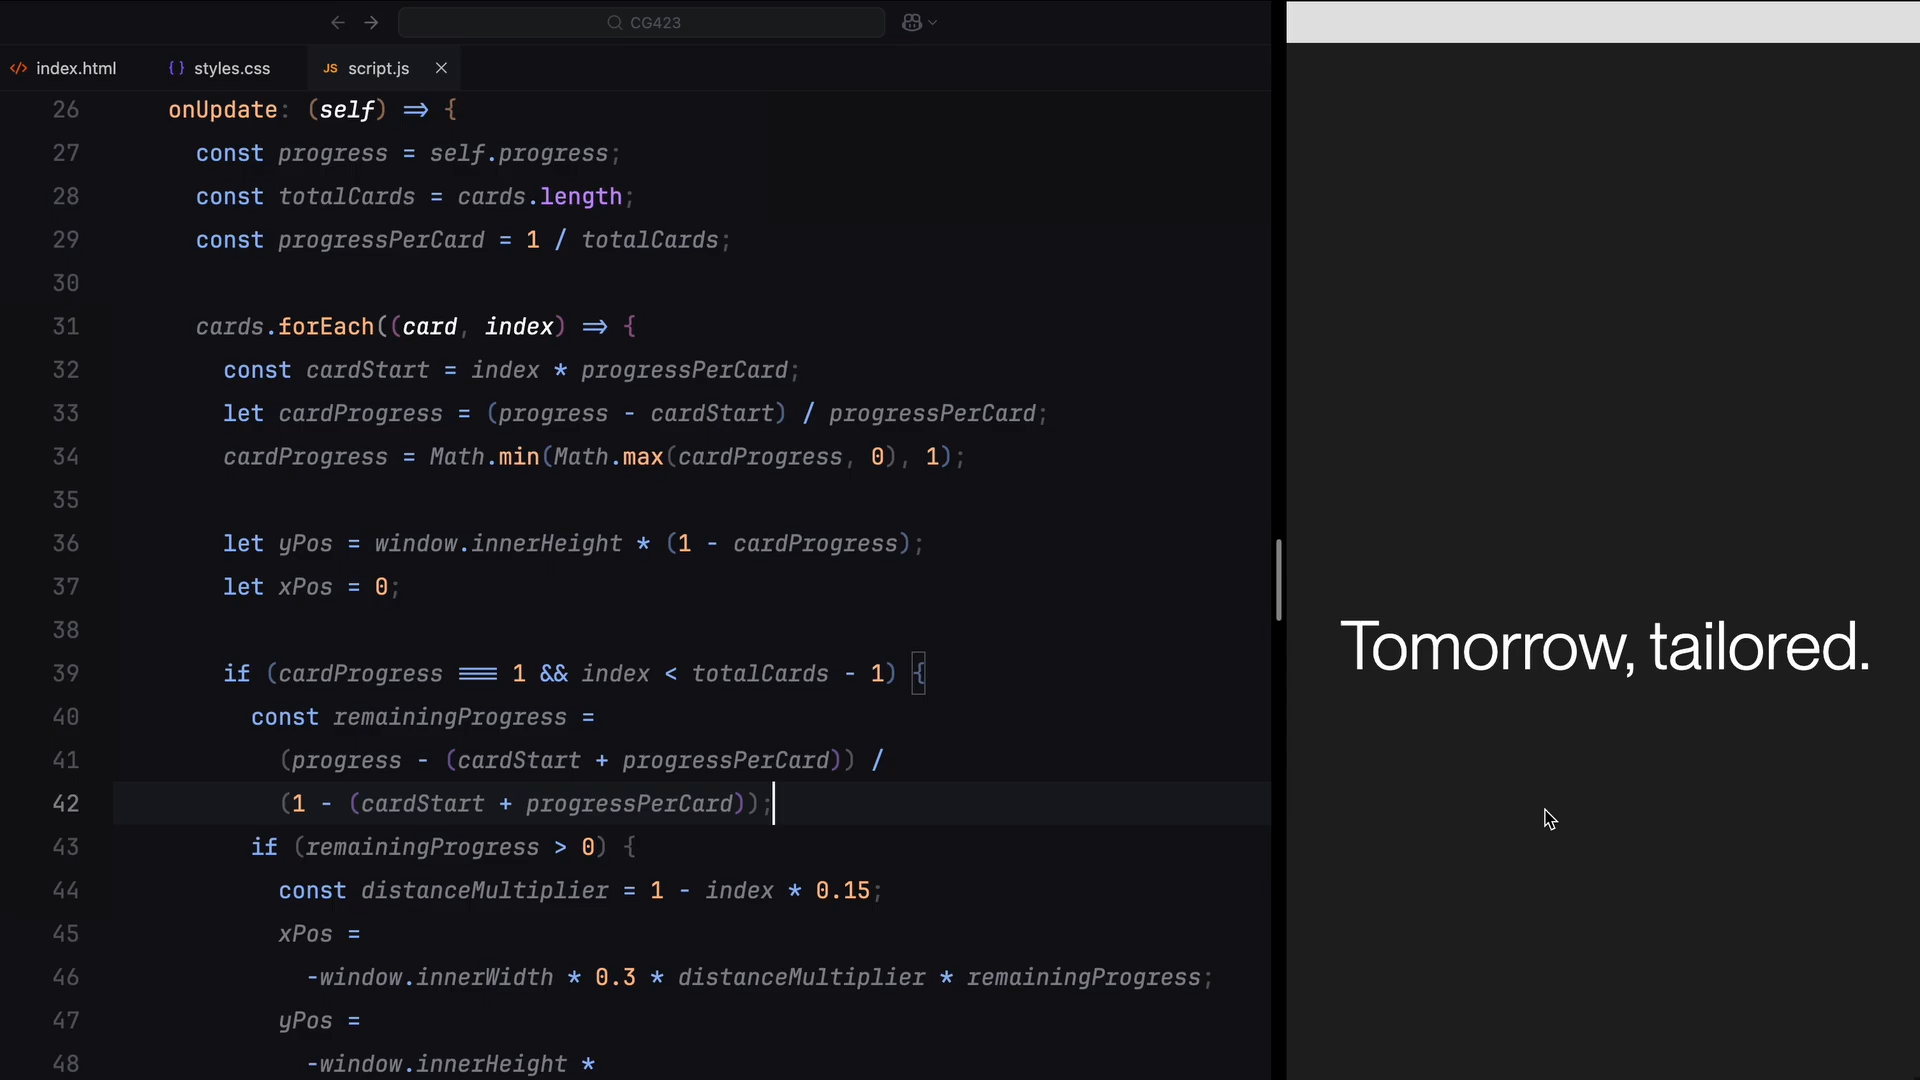 CG423
index.html
styles.css
JS script.js
26 onUpdate: (self) => {
27 const progress = self.progress;
28 const totalCards = cards.length;
29 const progressPerCard = 1 / totalCards;
30
31 cards.forEach((card, index) => {
32 const cardStart = index * progressPerCard;
33 let cardProgress = (progress - cardStart) / progressPerCard;
34 cardProgress = Math.min(Math.max(cardProgress, 0), 1);
35
36 let yPos = window.innerHeight * (1 - cardProgress);
37 let xPos = 0;
38
39 if (cardProgress === 1 && index < totalCards - 1) {
40 const remainingProgress =
41 (progress - (cardStart + progressPerCard)) /
42 (1 - (cardStart + progressPerCard));
43 if (remainingProgress > 0) {
44 const distanceMultiplier = 1 - index * 0.15;
45 xPos =
46 -window.innerWidth * 0.3 * distanceMultiplier * remainingProgress;
47 yPos =
48 -window.innerHeight *
Tomorrow, tailored.